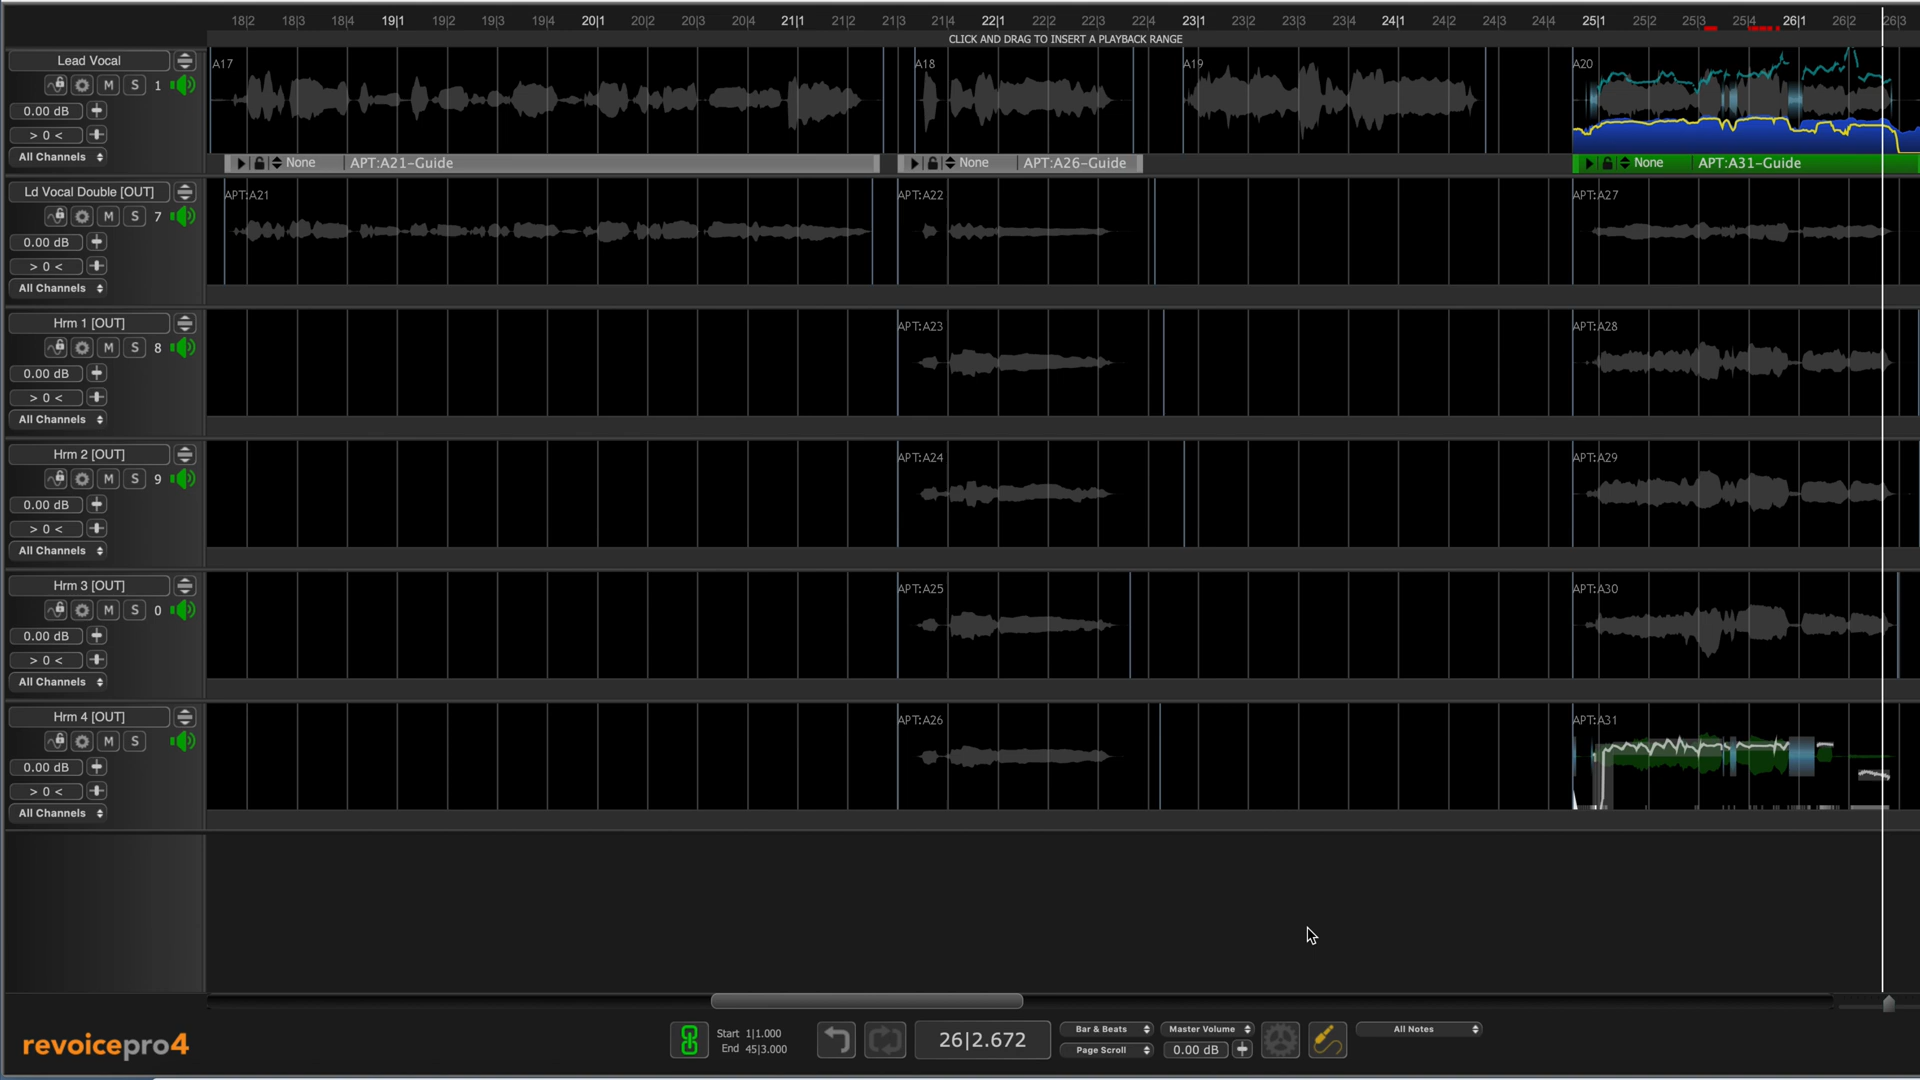 18|2 18|3 18|4 19|1 19|2 19|3 19|4 20|1 20|2 20|3 20|4 21|1 21|2 21|3 21|4 22|1 22|2 22|3 22|4 23|1 23|2 23|3 23|4 24|1 24|2 24|3 24|4 25|1 25|2 25|3 25|4 26|1 26|2 26|3
CLICK AND DRAG TO INSERT A PLAYBACK RANGE
Lead Vocal
A17 A18 A19 A20
M S 1
0.00 dB
> 0 <
All Channels
None APT:A21-Guide None APT:A26-Guide None APT:A31-Guide
Ld Vocal Double [OUT]
APT:A21 APT:A22 APT:A27
M S 7
0.00 dB
> 0 <
All Channels
Hrm 1 [OUT]
APT:A23 APT:A28
M S 8
0.00 dB
> 0 <
All Channels
Hrm 2 [OUT]
APT:A24 APT:A29
M S 9
0.00 dB
> 0 <
All Channels
Hrm 3 [OUT]
APT:A25 APT:A30
M S 0
0.00 dB
> 0 <
All Channels
Hrm 4 [OUT]
APT:A26 APT:A31
M S
0.00 dB
> 0 <
All Channels
revoicepro4
Start 1|1.000
End 45|3.000
26|2.672
Bar & Beats
Page Scroll
Master Volume
0.00 dB
All Notes